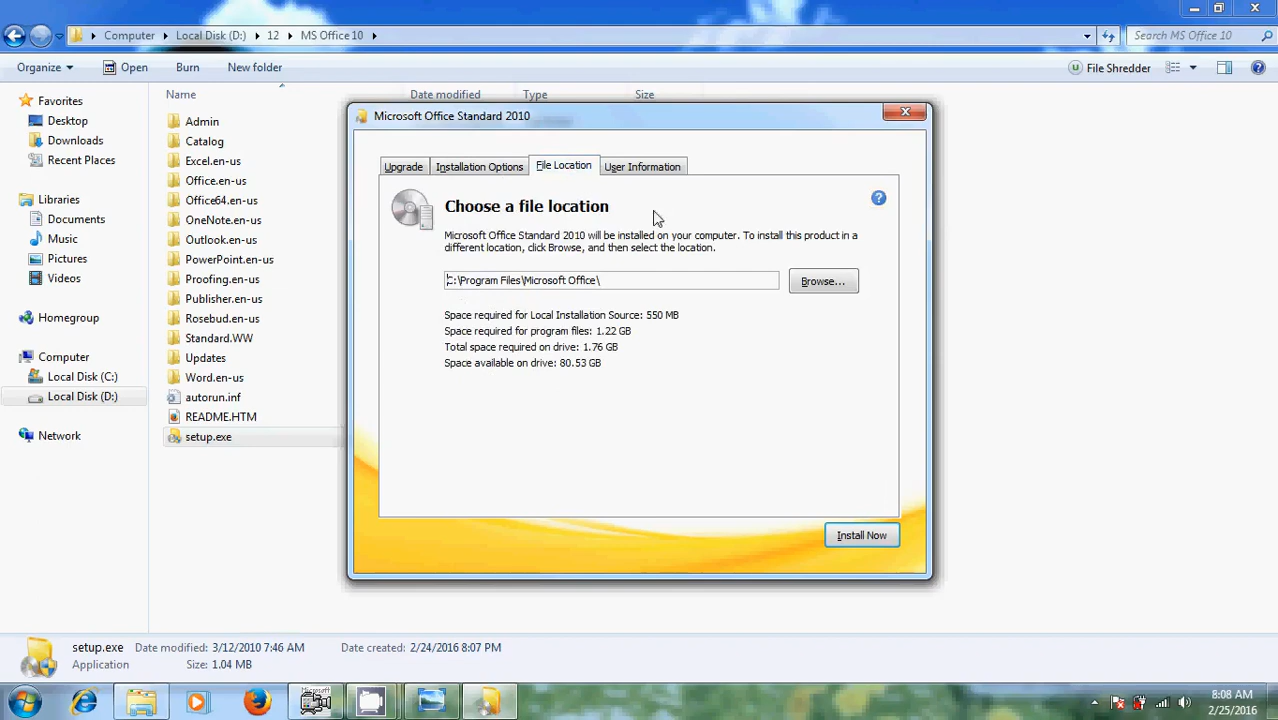 Computer ▸ Local Disk (D:) ▸ 12 ▸ MS Office 10 ▸
Search MS Office 10
Organize
Open
Burn
New folder
File Shredder
Favorites
Desktop
Downloads
Recent Places
Libraries
Documents
Music
Pictures
Videos
Homegroup
Computer
Local Disk (C:)
Local Disk (D:)
Network
Name
Date modified
Type
Size
Admin
Catalog
Excel.en-us
Office.en-us
Office64.en-us
OneNote.en-us
Outlook.en-us
PowerPoint.en-us
Proofing.en-us
Publisher.en-us
Rosebud.en-us
Standard.WW
Updates
Word.en-us
autorun.inf
README.HTM
setup.exe
Microsoft Office Standard 2010
Upgrade
Installation Options
File Location
User Information
Choose a file location
Microsoft Office Standard 2010 will be installed on your computer. To install this product in a
different location, click Browse, and then select the location.
C:\Program Files\Microsoft Office\
Browse...
Space required for Local Installation Source: 550 MB
Space required for program files: 1.22 GB
Total space required on drive: 1.76 GB
Space available on drive: 80.53 GB
Install Now
setup.exe
Date modified: 3/12/2010 7:46 AM
Date created: 2/24/2016 8:07 PM
Application
Size: 1.04 MB
8:08 AM
2/25/2016